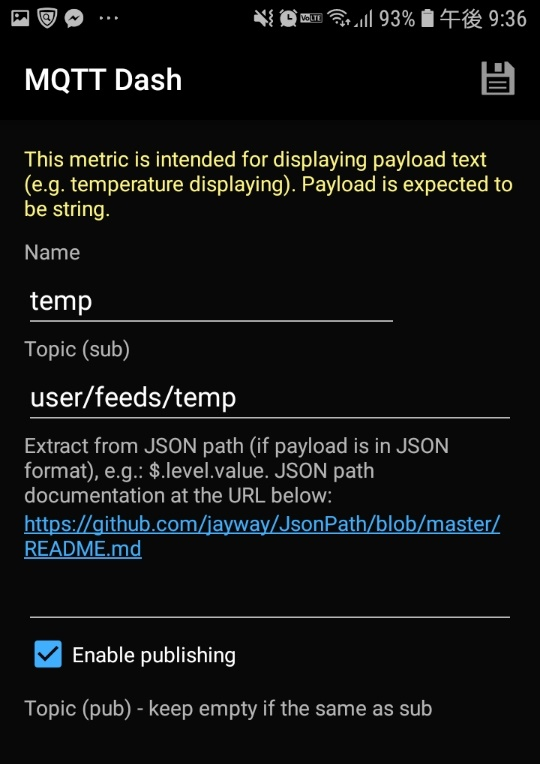 93% 午後 9:36
MQTT Dash
This metric is intended for displaying payload text
(e.g. temperature displaying). Payload is expected to
be string.
Name
temp
Topic (sub)
user/feeds/temp
Extract from JSON path (if payload is in JSON
format), e.g.: $.level.value. JSON path
documentation at the URL below:
https://github.com/jayway/JsonPath/blob/master/
README.md
Enable publishing
Topic (pub) - keep empty if the same as sub